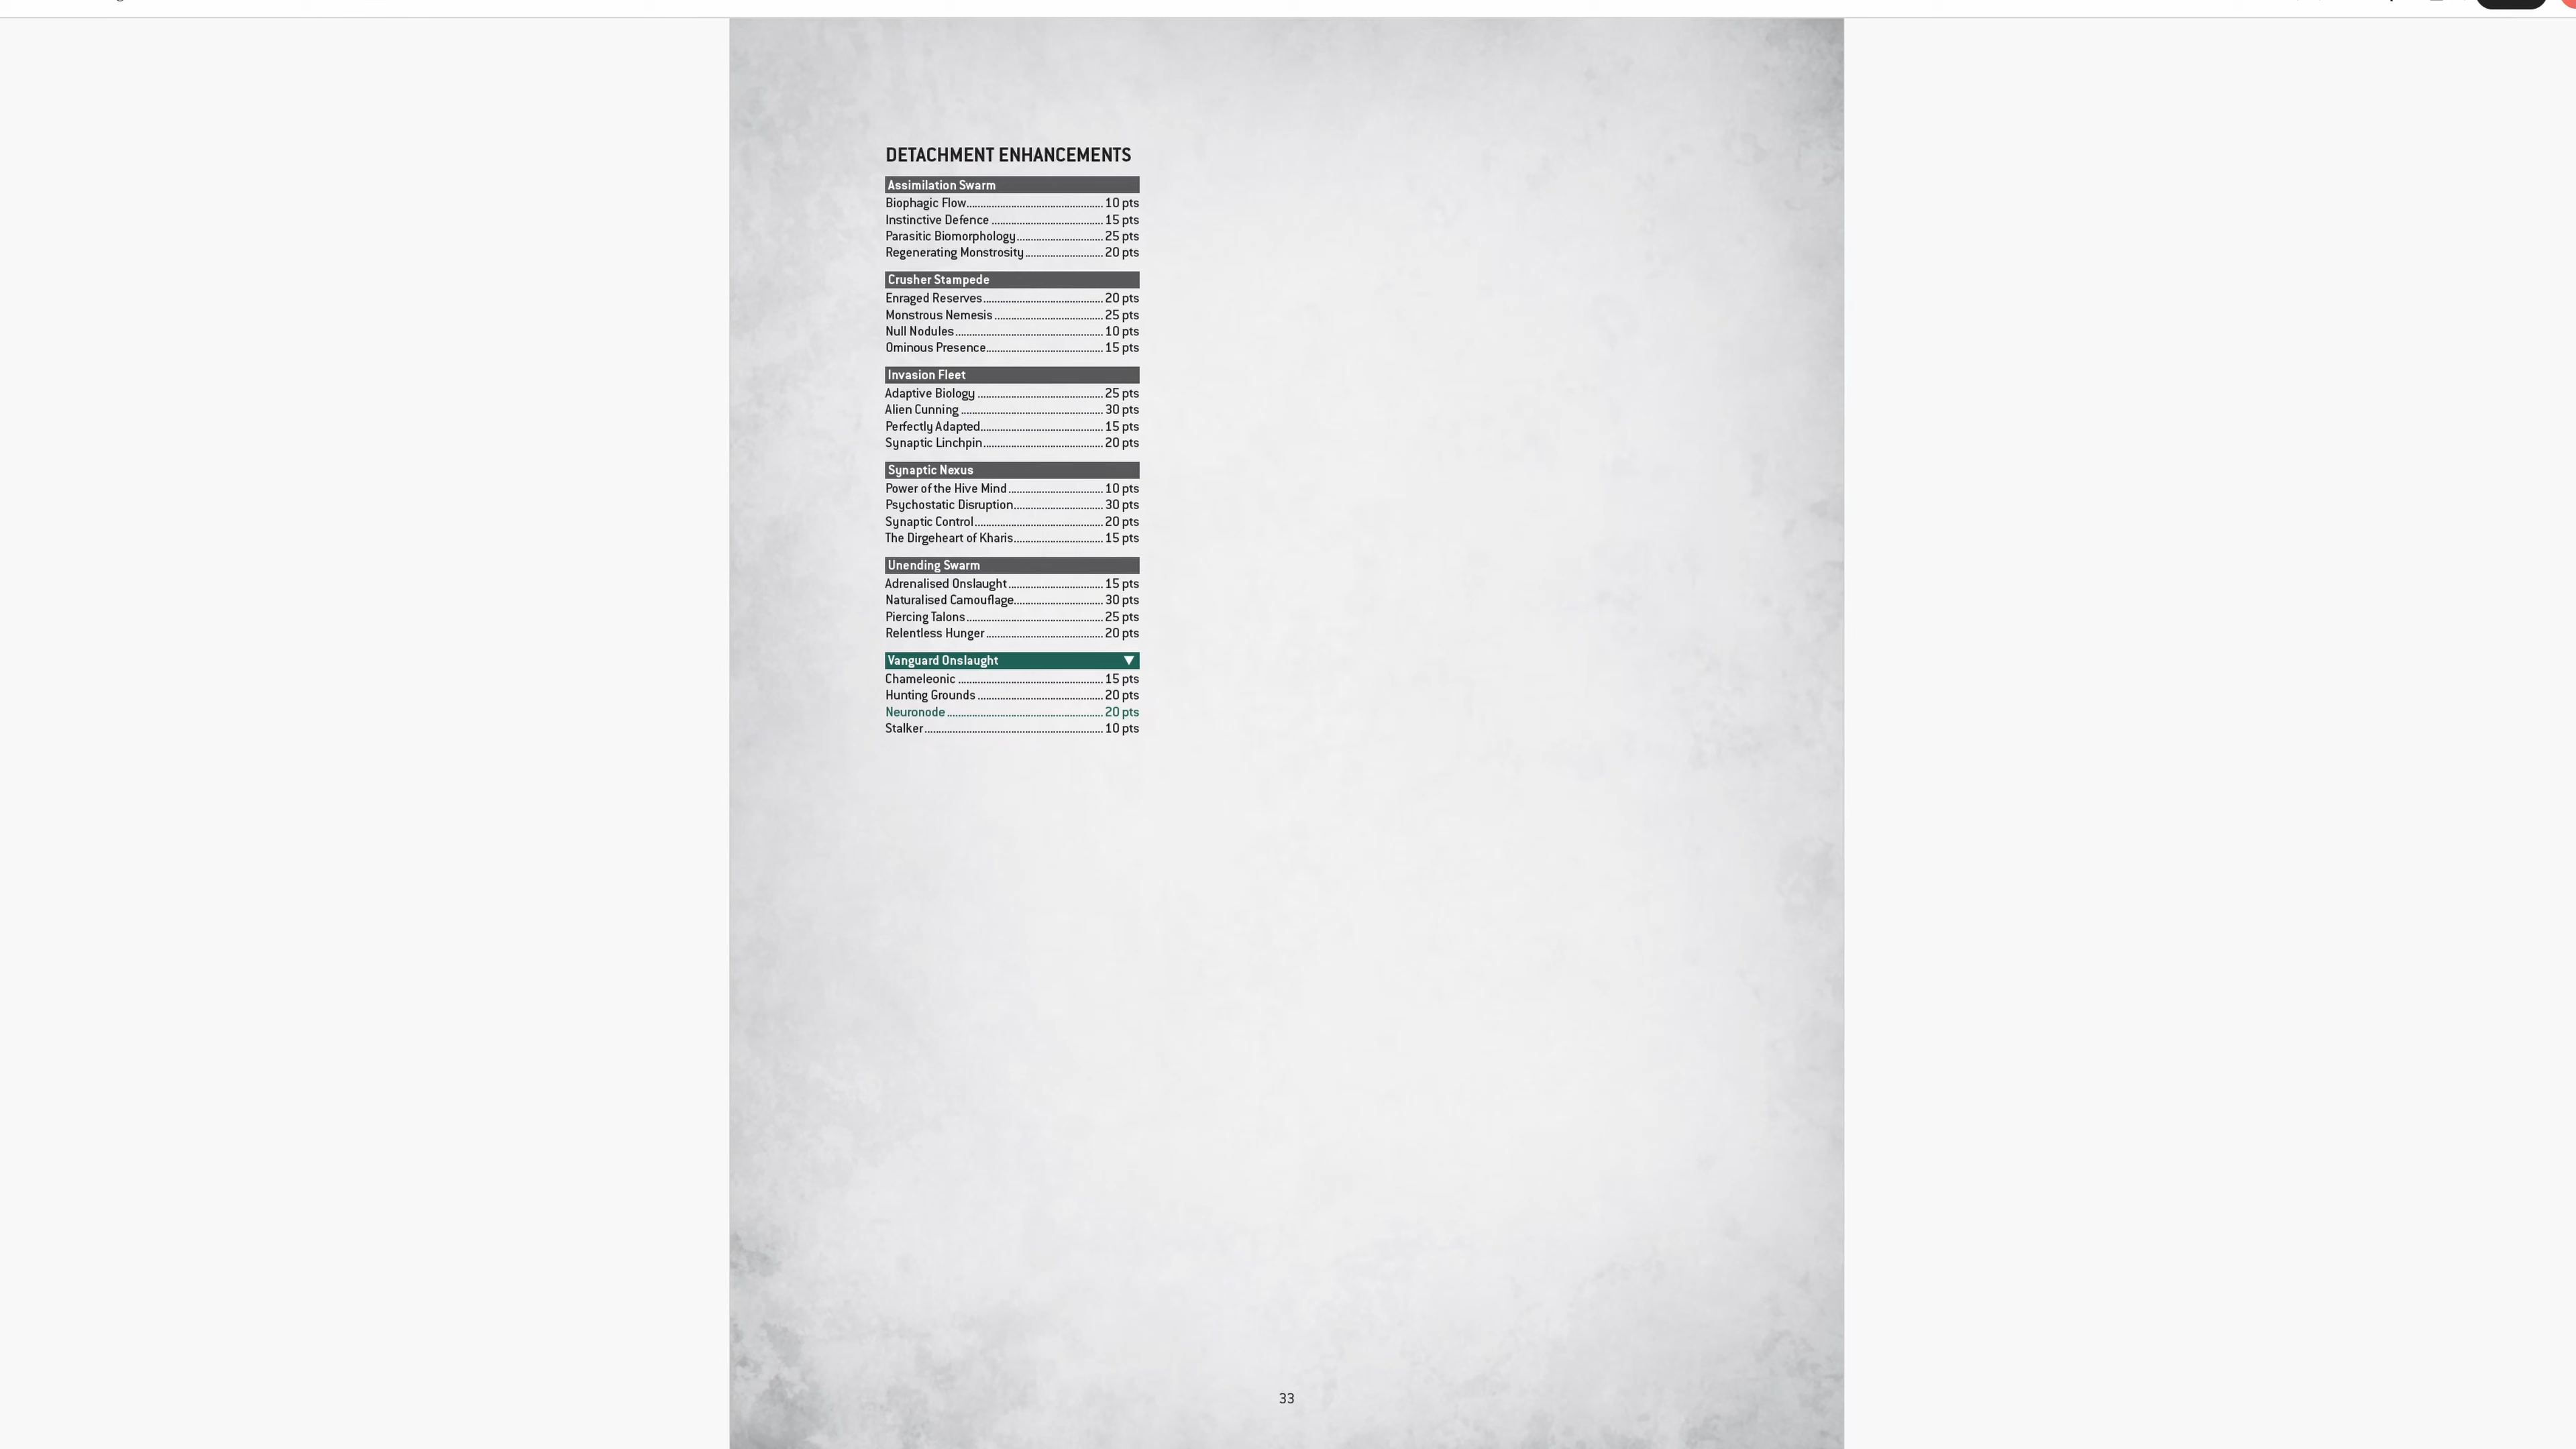 DETACHMENT ENHANCEMENTS
Assimilation Swarm
Biophagic Flow 10 pts
Instinctive Defence 15 pts
Parasitic Biomorphology 25 pts
Regenerating Monstrosity 20 pts
Crusher Stampede
Enraged Reserves 20 pts
Monstrous Nemesis 25 pts
Null Nodules 10 pts
Ominous Presence 15 pts
Invasion Fleet
Adaptive Biology 25 pts
Alien Cunning 30 pts
Perfectly Adapted 15 pts
Synaptic Linchpin 20 pts
Synaptic Nexus
Power of the Hive Mind 10 pts
Psychostatic Disruption 30 pts
Synaptic Control 20 pts
The Dirgeheart of Kharis 15 pts
Unending Swarm
Adrenalised Onslaught 15 pts
Naturalised Camouflage 30 pts
Piercing Talons 25 pts
Relentless Hunger 20 pts
Vanguard Onslaught ▼
Chameleonic 15 pts
Hunting Grounds 20 pts
Neuronode 20 pts
Stalker 10 pts
33